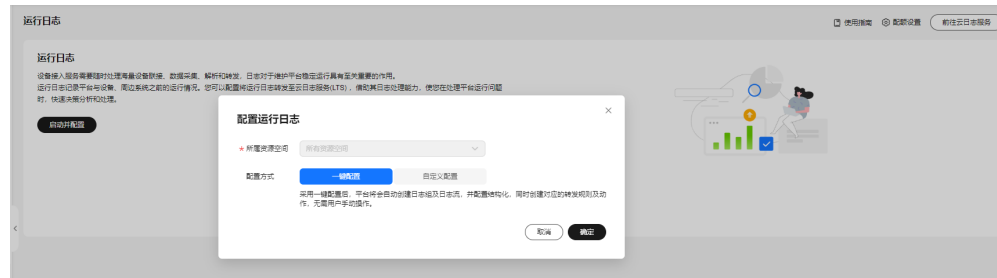 运行日志
使用指南
配额设置
前往云日志服务
运行日志
设备接入服务需要随时处理海量设备联接、数据采集、解析和转发，日志对于维护平台稳定运行具有至关重要的作用。
运行日志记录平台与设备、周边系统之前的运行情况。您可以配置将运行日志转发至云日志服务(LTS)，借助其日志处理能力，使您在处理平台运行问题
时，快速决策分析和处理。
启动并配置
配置运行日志
* 所属资源空间
所有资源空间
配置方式
一键配置
自定义配置
采用一键配置后，平台将会自动创建日志组及日志流，并配置结构化，同时创建对应的转发规则及动
作，无需用户手动操作。
取消
确定